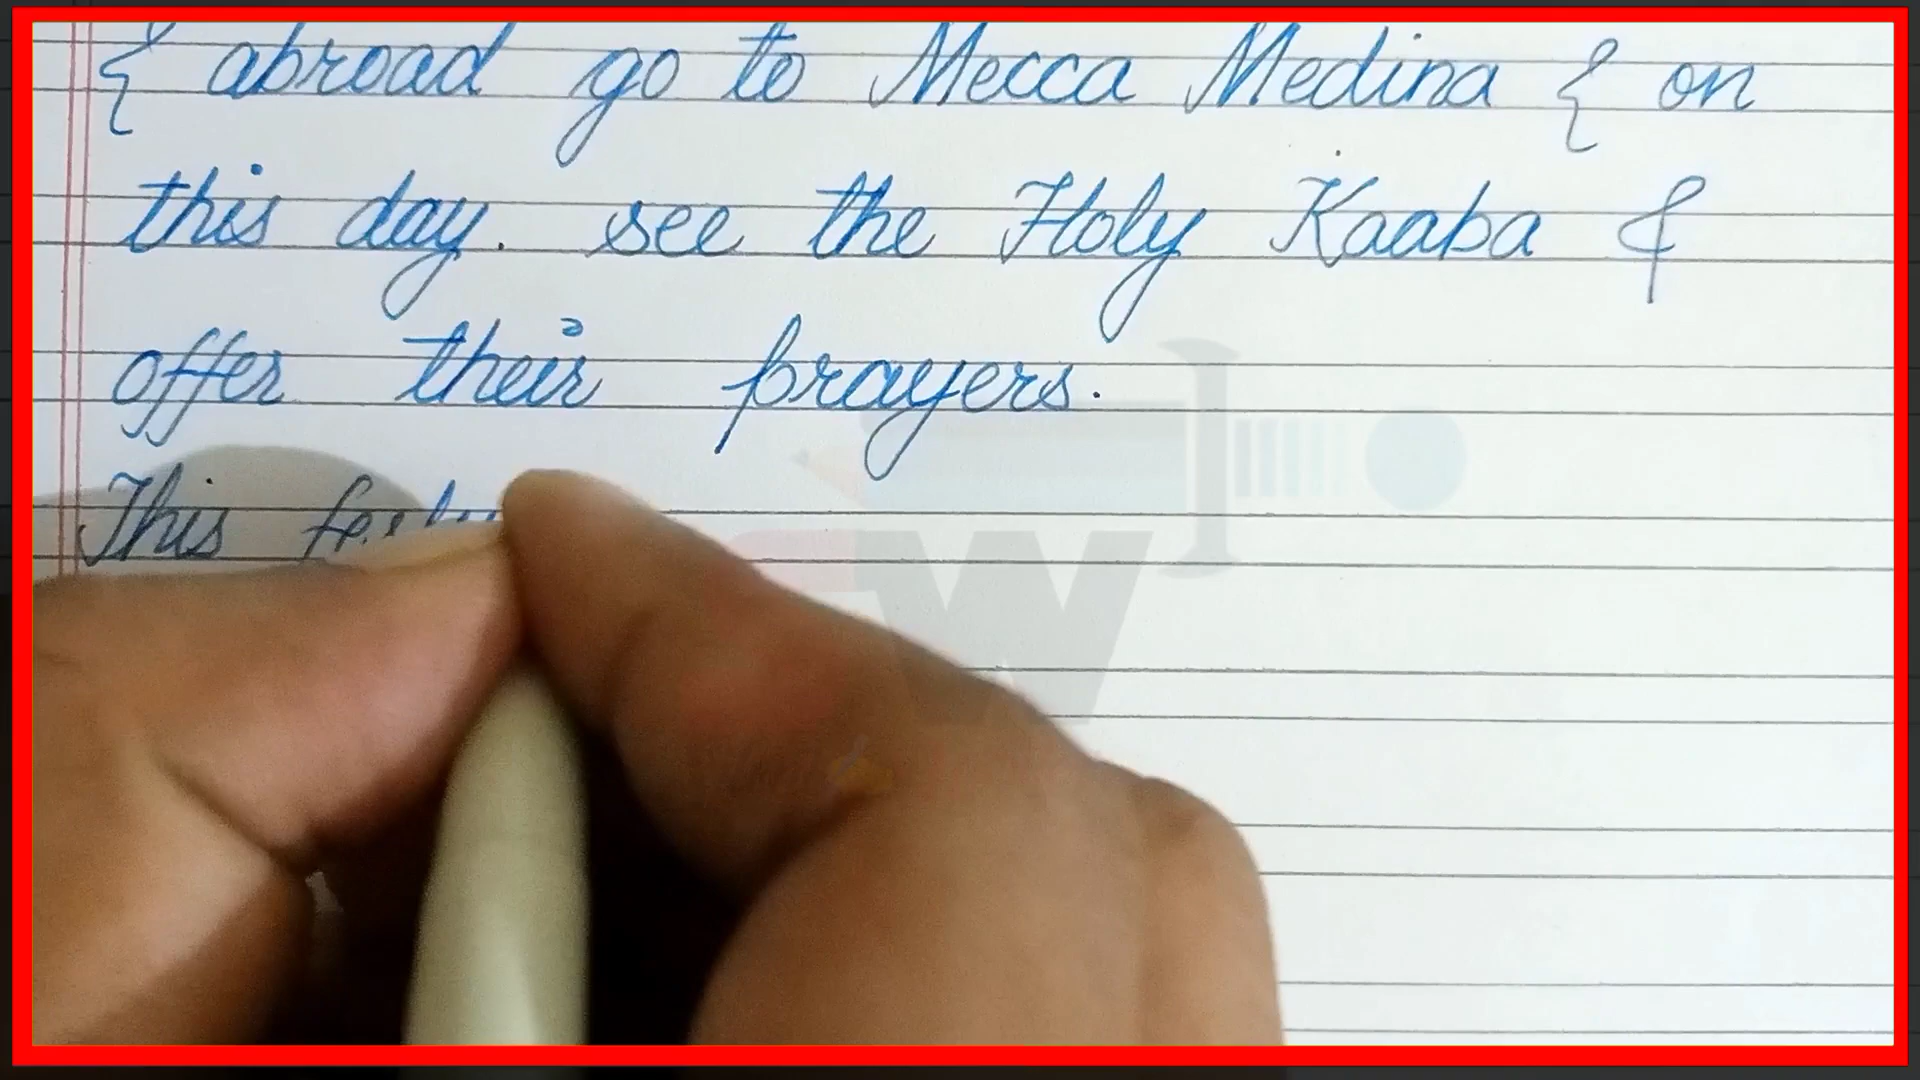 & abroad go to Mecca Medina & on
this day. see the Holy Kaaba &
offer their prayers.
This
W